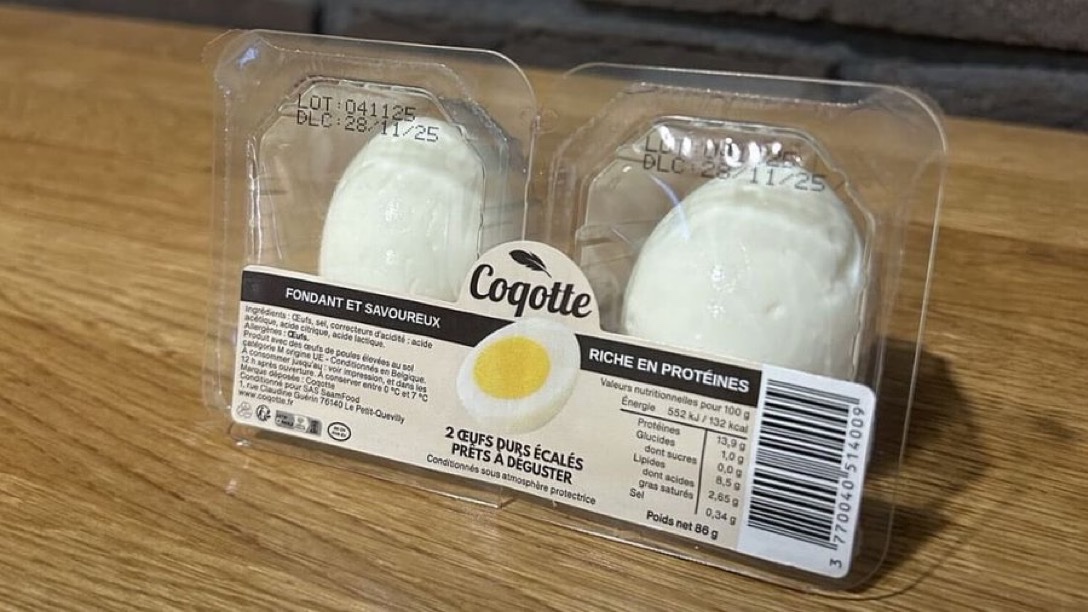 LOT:041125
DLC:28/11/25
DLC:28/11/25
Coqotte
FONDANT ET SAVOUREUX
Ingrédients : Œufs, sel, correcteurs d'acidité : acide
acétique, acide citrique, acide lactique.
Allergènes : Œufs.
Produit avec des œufs de poules élevées au sol
catégorie M origine UE - Conditionnés en Belgique.
A consommer jusqu'au : voir impression, et dans les
12 h après ouverture. A conserver entre 0 °C et 7 °C
Marque déposée : Coqotte
Conditionné pour SAS SeamFood
1, rue Claudine Guérin 76140 Le Petit-Quevilly
www.coqotte.fr
2 ŒUFS DURS ÉCALÉS
PRÊTS À DÉGUSTER
Conditionnés sous atmosphère protectrice
RICHE EN PROTÉINES
Valeurs nutritionnelles pour 100 g
Énergie 552 kJ / 132 kcal
Protéines 13,9 g
Glucides 1,0 g
dont sucres 0,0 g
Lipides 8,5 g
dont acides
gras saturés 2,65 g
Sel 0,34 g
Poids net 86 g
3 770040 514009